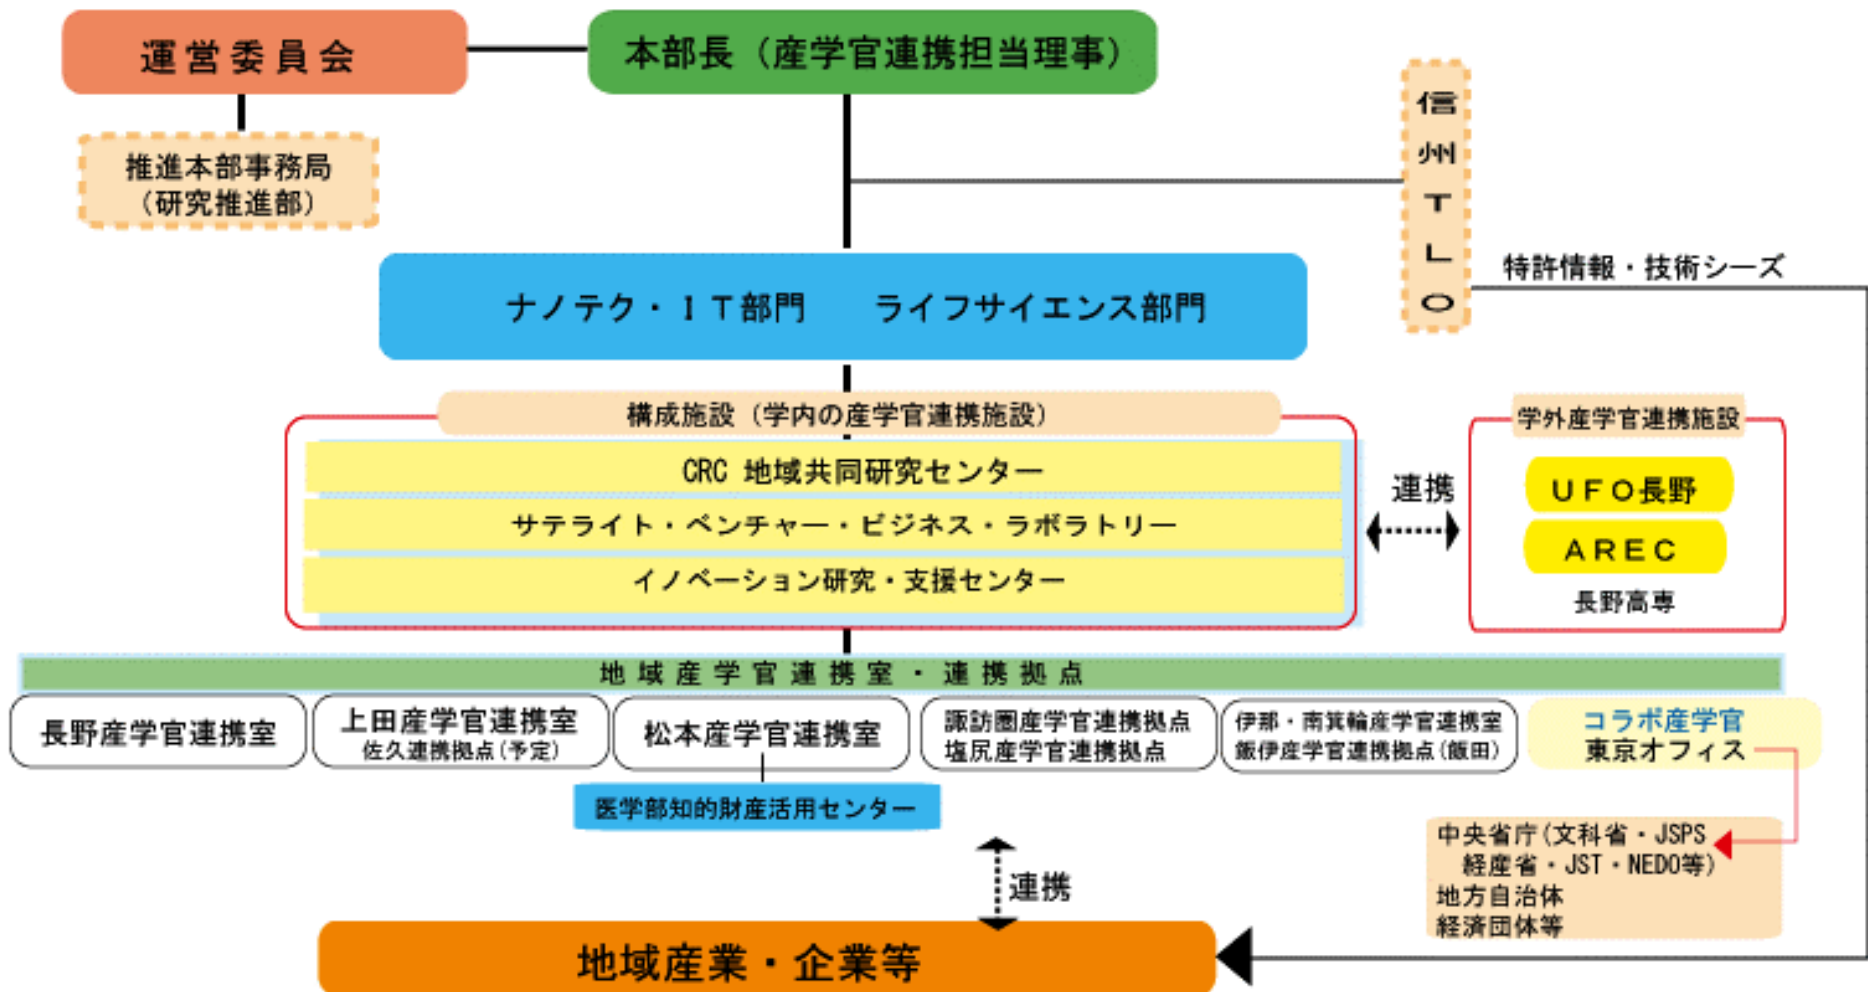 運営委員会
本部長（産学官連携担当理事）
推進本部事務局
（研究推進部）
信州TLO
特許情報・技術シーズ
ナノテク・ＩＴ部門　　ライフサイエンス部門
構成施設（学内の産学官連携施設）
CRC 地域共同研究センター
サテライト・ベンチャー・ビジネス・ラボラトリー
イノベーション研究・支援センター
連携
学外産学官連携施設
ＵＦＯ長野
ＡＲＥＣ
長野高専
地域産学官連携室・連携拠点
長野産学官連携室
上田産学官連携室
佐久連携拠点(予定)
松本産学官連携室
諏訪圏産学官連携拠点
塩尻産学官連携拠点
伊那・南箕輪産学官連携室
飯伊産学官連携拠点(飯田)
コラボ産学官
東京オフィス
医学部知的財産活用センター
中央省庁(文科省・JSPS
経産省・JST・NEDO等)
地方自治体
経済団体等
連携
地域産業・企業等